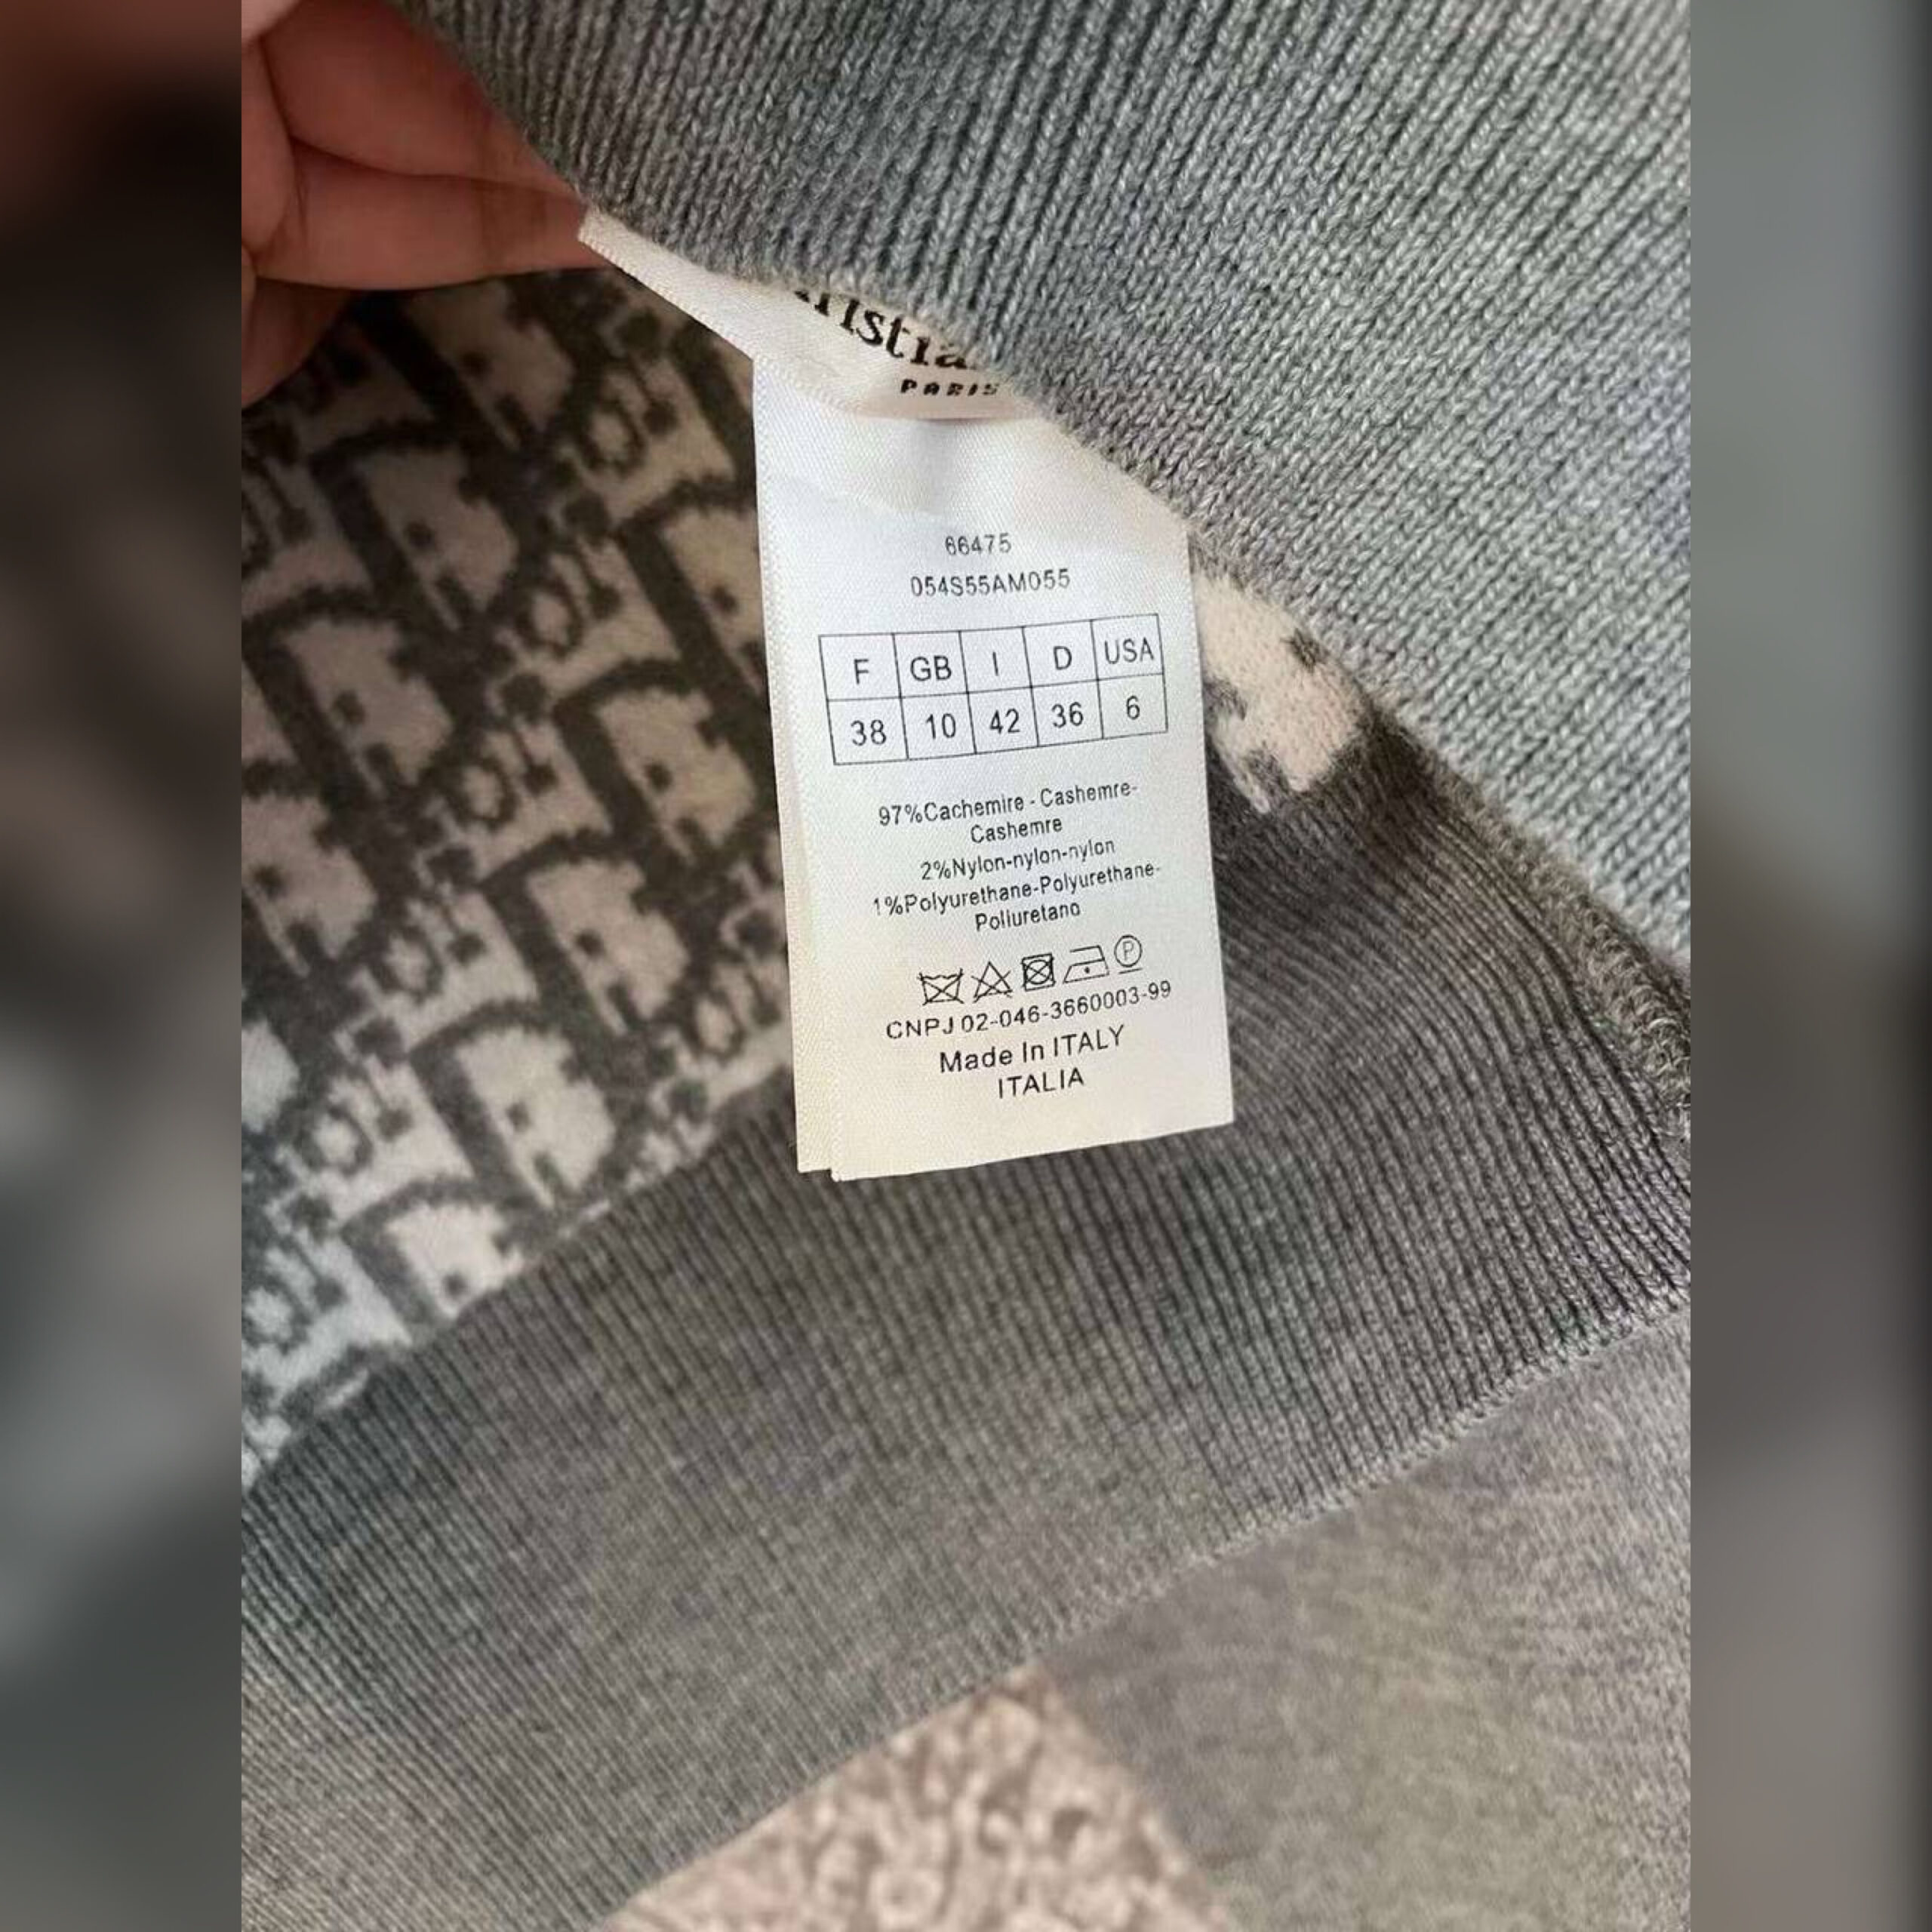 PARIS
66475
054S55AM055
F GB I D USA
38 10 42 36 6
97%Cachemire - Cashemre-
Cashemre
2%Nylon-nylon-nylon
1%Polyurethane-Polyurethane-
Poliuretano
P
CNPJ 02-046-3660003-99
Made In ITALY
ITALIA